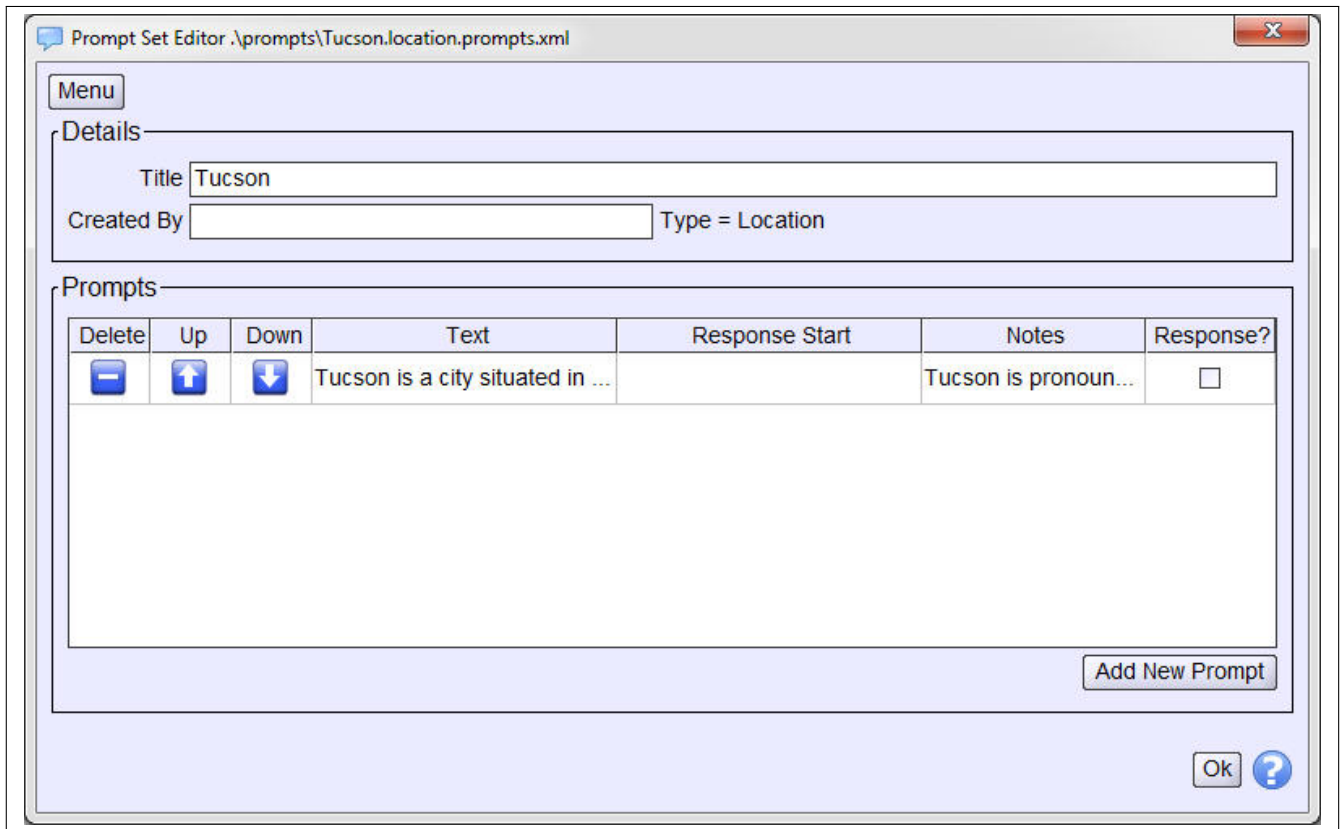 Prompt Set Editor .\prompts\Tucson.location.prompts.xml
Menu
Details
Title Tucson
Created By Type = Location
Prompts
Delete Up Down Text Response Start Notes Response?
Tucson is a city situated in ... Tucson is pronoun...
Add New Prompt
Ok ?